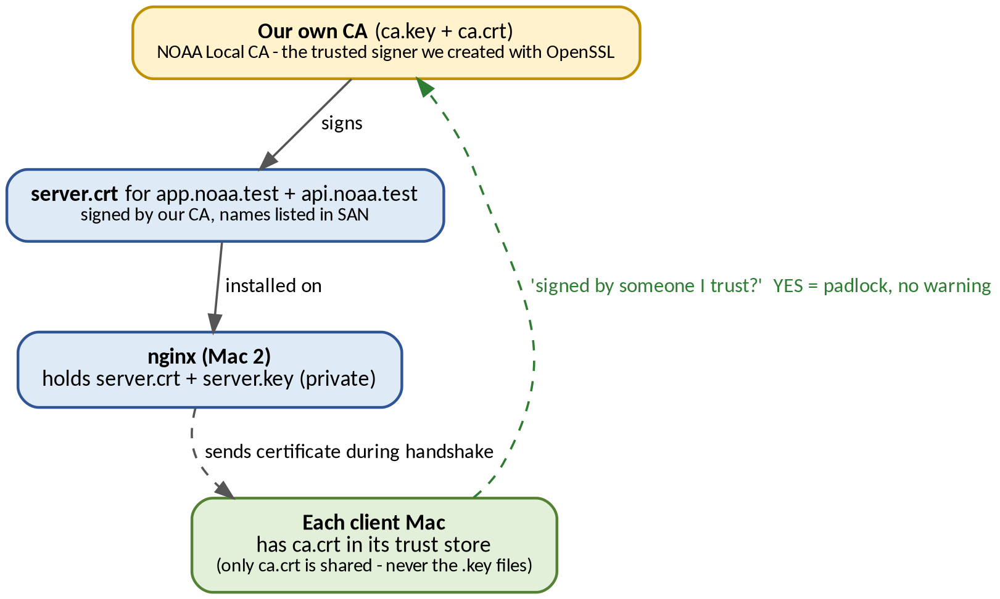 Our own CA (ca.key + ca.crt)
NOAA Local CA - the trusted signer we created with OpenSSL
signs
server.crt for app.noaa.test + api.noaa.test
signed by our CA, names listed in SAN
installed on
'signed by someone I trust?'  YES = padlock, no warning
nginx (Mac 2)
holds server.crt + server.key (private)
sends certificate during handshake
Each client Mac
has ca.crt in its trust store
(only ca.crt is shared - never the .key files)